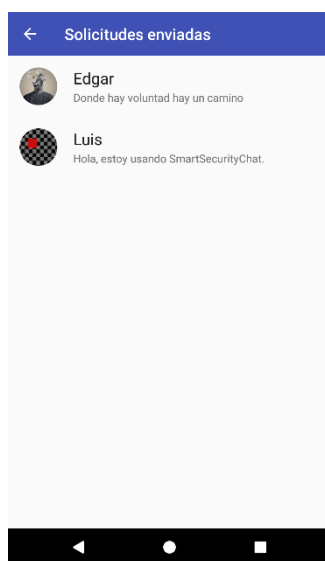 Solicitudes enviadas
Edgar
Donde hay voluntad hay un camino
Luis
Hola, estoy usando SmartSecurityChat.